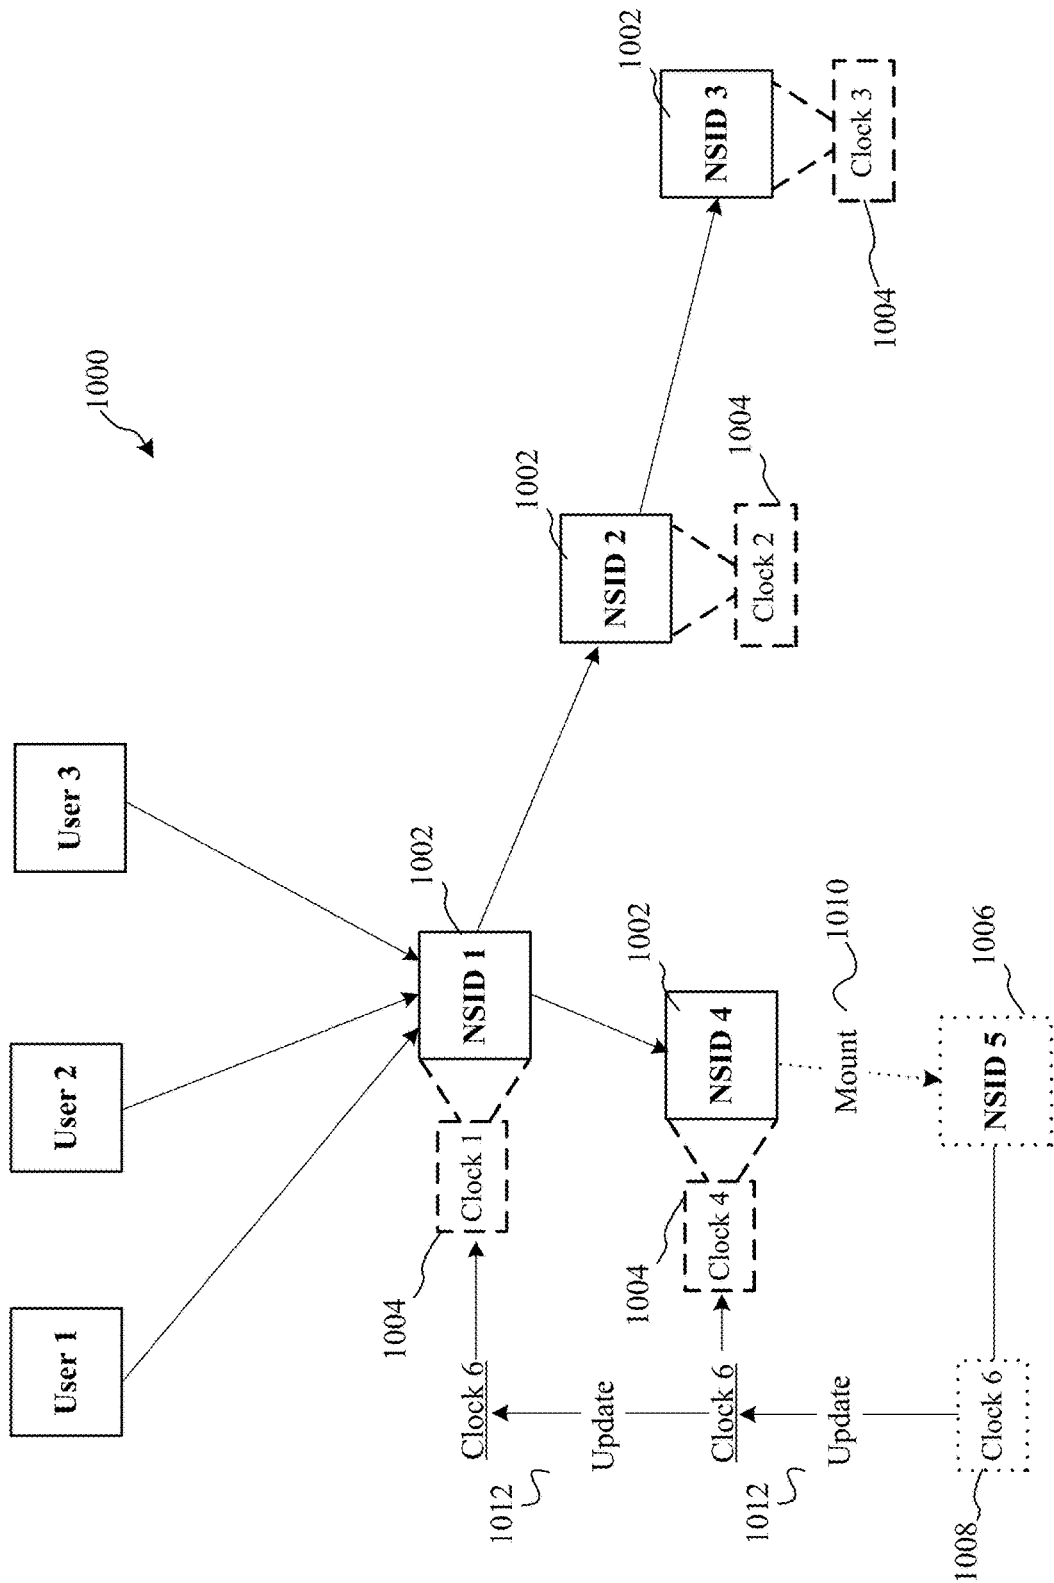 1000
User 1
User 2
User 3
1002
NSID 1
1004
Clock 1
Clock 6
1002
NSID 2
1004
Clock 2
1002
NSID 3
1004
Clock 3
1002
NSID 4
1004
Clock 4
Clock 6
Update
1012
Update
1012
Mount
1010
1006
NSID 5
Clock 6
1008